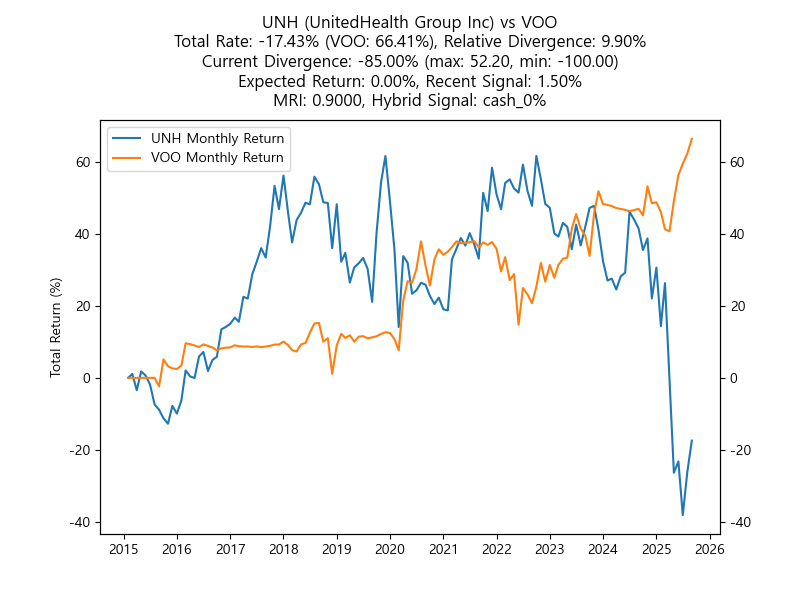 UNH (UnitedHealth Group Inc) vs VOO
Total Rate: -17.43% (VOO: 66.41%), Relative Divergence: 9.90%
Current Divergence: -85.00% (max: 52.20, min: -100.00)
Expected Return: 0.00%, Recent Signal: 1.50%
MRI: 0.9000, Hybrid Signal: cash_0%
UNH Monthly Return
VOO Monthly Return
Total Return (%)
60
40
20
0
-20
-40
60
40
20
0
-20
-40
2015 2016 2017 2018 2019 2020 2021 2022 2023 2024 2025 2026